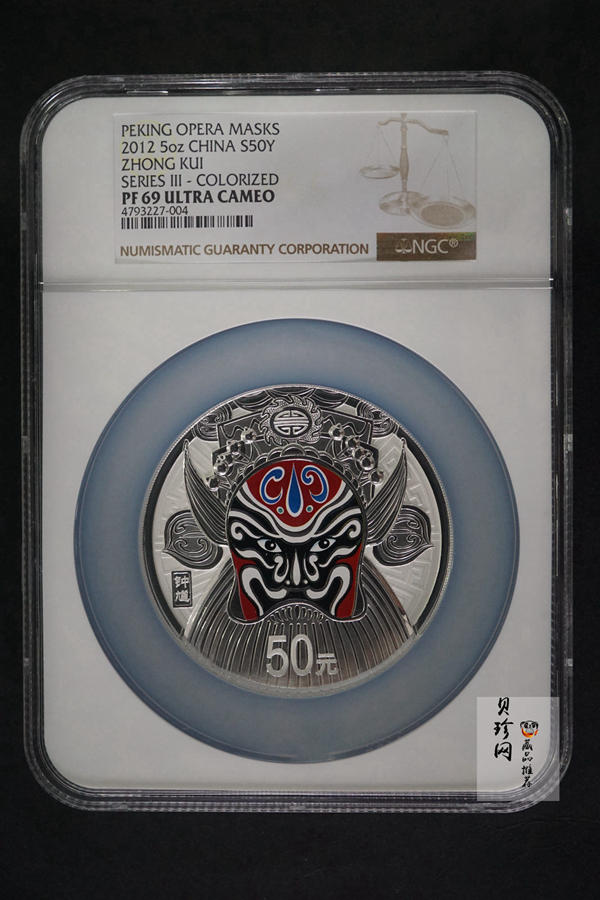 PEKING OPERA MASKS
2012 5oz CHINA S50Y
ZHONG KUI
SERIES III - COLORIZED
PF 69 ULTRA CAMEO
4793227-004
NUMISMATIC GUARANTY CORPORATION
NGC®
钟馗
50元
贝珍网
藏品推荐